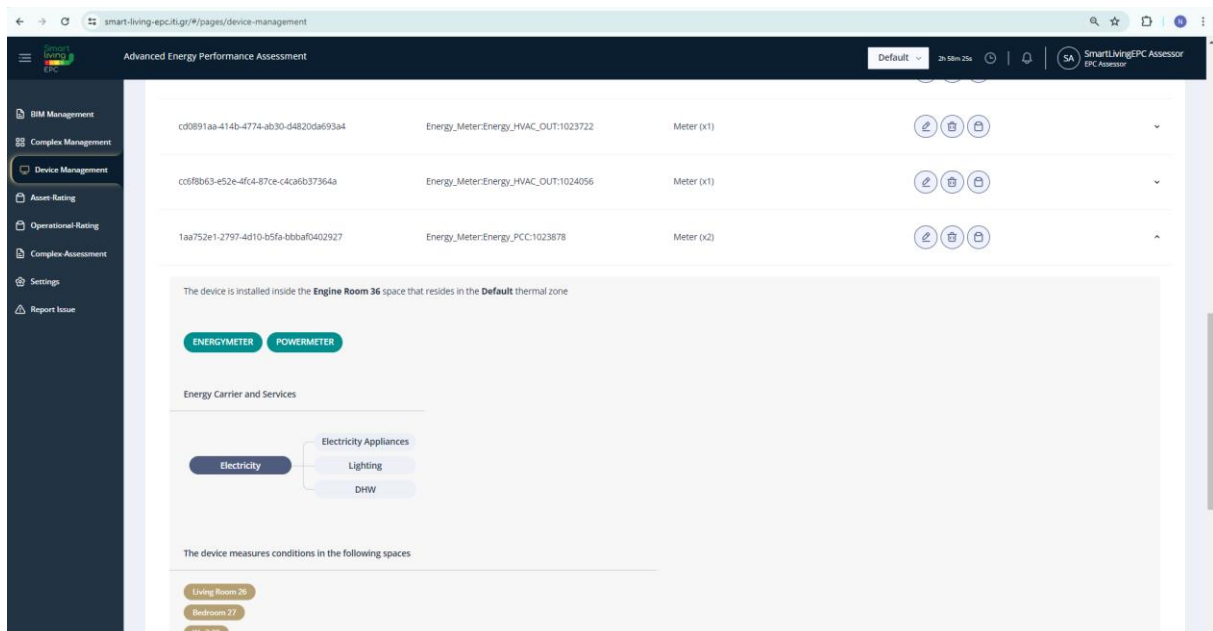 smart-living-epc.iti.gr/#/pages/device-management
Smart
living
EPC
Advanced Energy Performance Assessment
Default
2h 58m 25s
SA
SmartLivingEPC Assessor
EPC Assessor
BIM Management
Complex Management
Device Management
Asset-Rating
Operational-Rating
Complex-Assessment
Settings
Report Issue
cd0891aa-414b-4774-ab30-d4820da693a4 Energy_Meter:Energy_HVAC_OUT:1023722 Meter (x1)
cc6f8b63-e52e-4fc4-87ce-c4ca6b37364a Energy_Meter:Energy_HVAC_OUT:1024056 Meter (x1)
1aa752e1-2797-4d10-b5fa-bbbaf0402927 Energy_Meter:Energy_PCC:1023878 Meter (x2)
The device is installed inside the Engine Room 36 space that resides in the Default thermal zone
ENERGYMETER POWERMETER
Energy Carrier and Services
Electricity Appliances
Electricity Lighting
DHW
The device measures conditions in the following spaces
Living Room 26
Bedroom 27